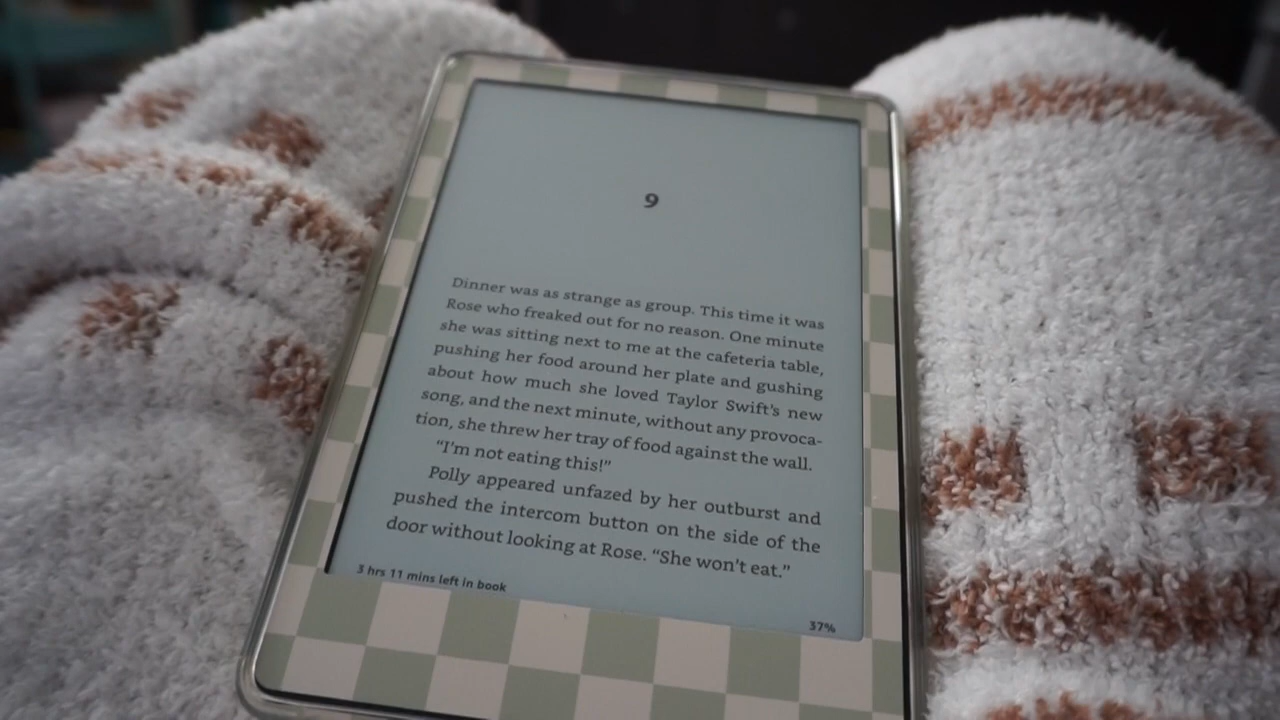 9
Dinner was as strange as group. This time it was
Rose who freaked out for no reason. One minute
she was sitting next to me at the cafeteria table,
pushing her food around her plate and gushing
about how much she loved Taylor Swift's new
song, and the next minute, without any provoca-
tion, she threw her tray of food against the wall.
“I'm not eating this!”
Polly appeared unfazed by her outburst and
pushed the intercom button on the side of the
door without looking at Rose. “She won't eat.”
3 hrs 11 mins left in book
37%